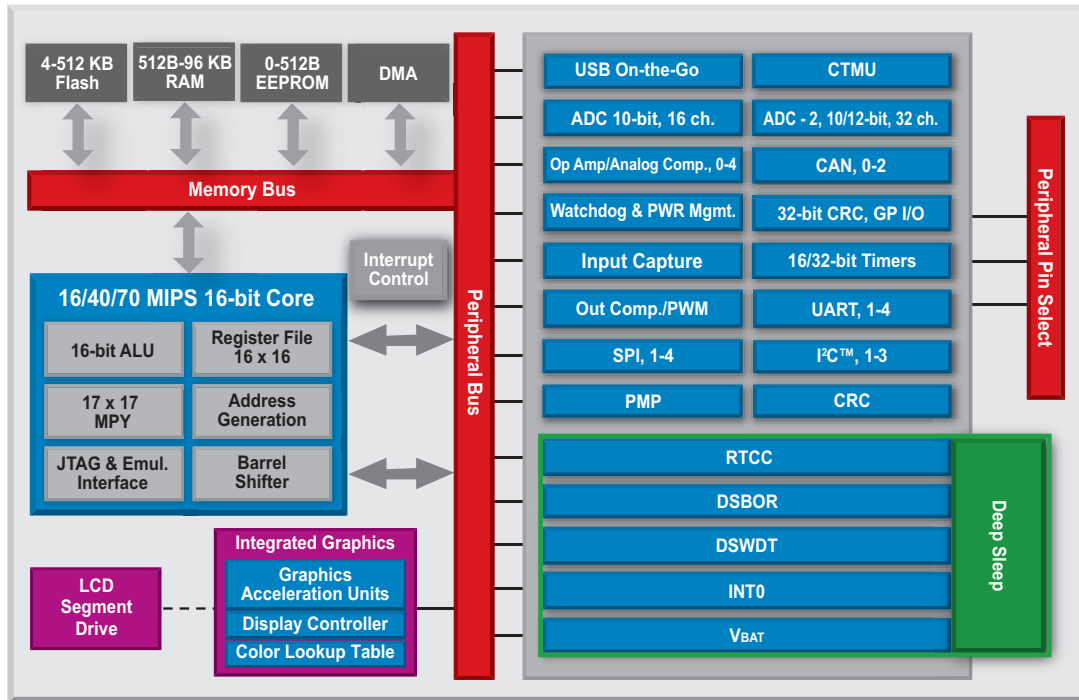 4-512 KB
Flash
512B-96 KB
RAM
0-512B
EEPROM
DMA
Memory Bus
Interrupt
Control
16/40/70 MIPS 16-bit Core
16-bit ALU
Register File
16 x 16
17 x 17
MPY
Address
Generation
JTAG & Emul.
Interface
Barrel
Shifter
LCD
Segment
Drive
Integrated Graphics
Graphics
Acceleration Units
Display Controller
Color Lookup Table
Peripheral Bus
USB On-the-Go
CTMU
ADC 10-bit, 16 ch.
ADC - 2, 10/12-bit, 32 ch.
Op Amp/Analog Comp., 0-4
CAN, 0-2
Watchdog & PWR Mgmt.
32-bit CRC, GP I/O
Input Capture
16/32-bit Timers
Out Comp./PWM
UART, 1-4
SPI, 1-4
I²C™, 1-3
PMP
CRC
RTCC
DSBOR
DSWDT
INT0
VBAT
Deep Sleep
Peripheral Pin Select